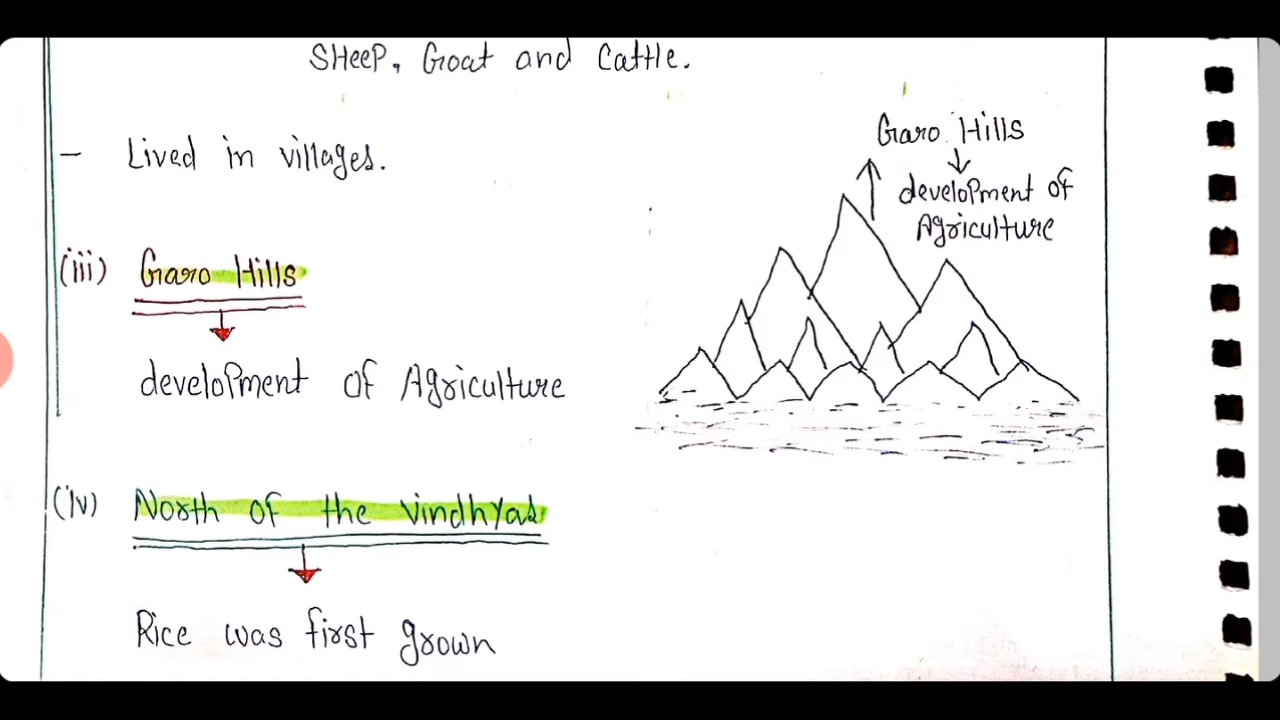 SHeeP, Goat and Cattle.
- Lived in villages.
Garo Hills
development of
Agriculture
(iii) Garo Hills
development of Agriculture
(iv) North of the vindhyas
Rice was first grown